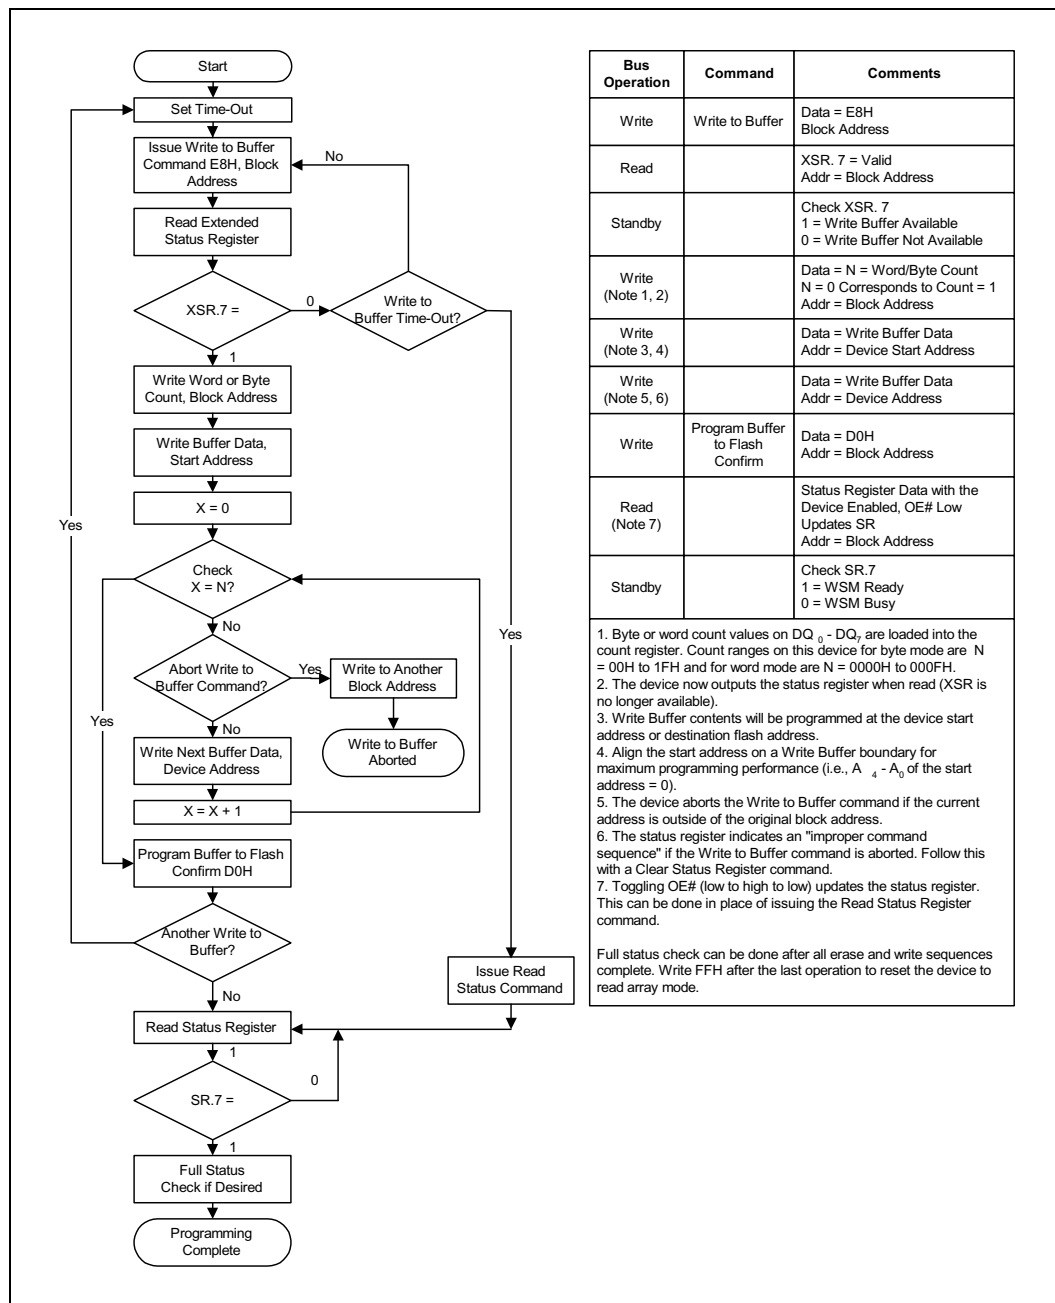 Start
Set Time-Out
Issue Write to Buffer
Command E8H, Block
Address
No
Read Extended
Status Register
XSR.7 =
0
Write to
Buffer Time-Out?
1
Write Word or Byte
Count, Block Address
Write Buffer Data,
Start Address
X = 0
Yes
Check
X = N?
No
Yes
Abort Write to
Buffer Command?
Yes
Write to Another
Block Address
Yes
No
Write to Buffer
Aborted
Write Next Buffer Data,
Device Address
X = X + 1
Program Buffer to Flash
Confirm D0H
Another Write to
Buffer?
No
Issue Read
Status Command
Read Status Register
1
SR.7 =
0
1
Full Status
Check if Desired
Programming
Complete
Bus
Operation
Command
Comments
Write
Write to Buffer
Data = E8H
Block Address
Read
XSR. 7 = Valid
Addr = Block Address
Standby
Check XSR. 7
1 = Write Buffer Available
0 = Write Buffer Not Available
Write
(Note 1, 2)
Data = N = Word/Byte Count
N = 0 Corresponds to Count = 1
Addr = Block Address
Write
(Note 3, 4)
Data = Write Buffer Data
Addr = Device Start Address
Write
(Note 5, 6)
Data = Write Buffer Data
Addr = Device Address
Write
Program Buffer
to Flash
Confirm
Data = D0H
Addr = Block Address
Read
(Note 7)
Status Register Data with the
Device Enabled, OE# Low
Updates SR
Addr = Block Address
Standby
Check SR.7
1 = WSM Ready
0 = WSM Busy
1. Byte or word count values on DQ 0 - DQ7 are loaded into the
count register. Count ranges on this device for byte mode are N
= 00H to 1FH and for word mode are N = 0000H to 000FH.
2. The device now outputs the status register when read (XSR is
no longer available).
3. Write Buffer contents will be programmed at the device start
address or destination flash address.
4. Align the start address on a Write Buffer boundary for
maximum programming performance (i.e., A 4 - A0 of the start
address = 0).
5. The device aborts the Write to Buffer command if the current
address is outside of the original block address.
6. The status register indicates an "improper command
sequence" if the Write to Buffer command is aborted. Follow this
with a Clear Status Register command.
7. Toggling OE# (low to high to low) updates the status register.
This can be done in place of issuing the Read Status Register
command.
Full status check can be done after all erase and write sequences
complete. Write FFH after the last operation to reset the device to
read array mode.